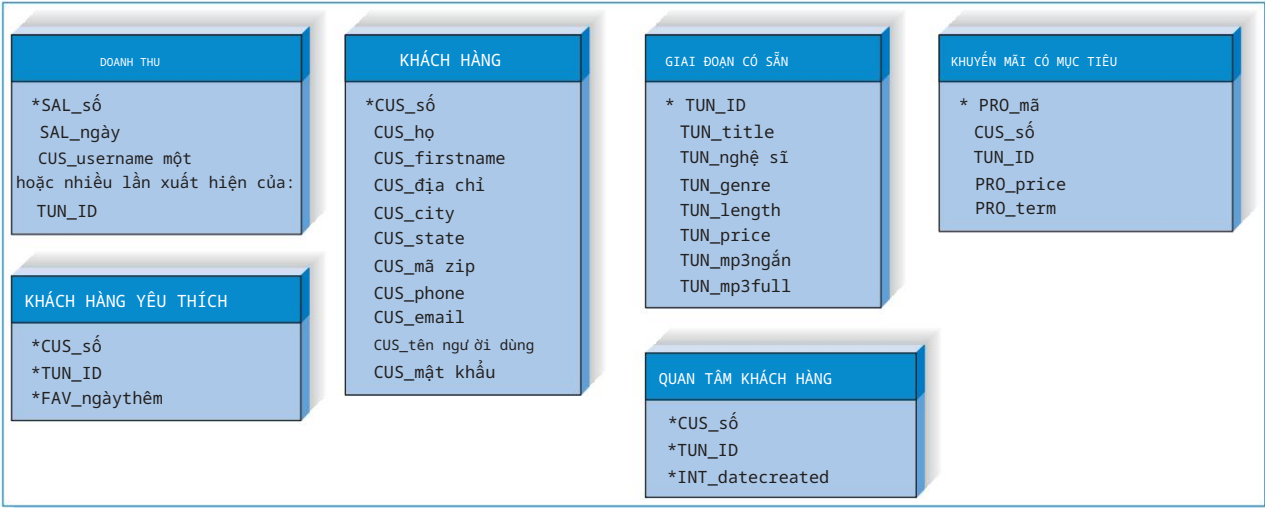 DOANH THU
*SAL_số
SAL_ngày
CUS_username một
hoặc nhiều lần xuất hiện của:
TUN_ID
KHÁCH HÀNG YÊU THÍCH
*CUS_số
*TUN_ID
*FAV_ngàythêm
KHÁCH HÀNG
*CUS_số
CUS_họ
CUS_firstname
CUS_địa chỉ
CUS_city
CUS_state
CUS_mã zip
CUS_phone
CUS_email
CUS_tên ngư ời dùng
CUS_mật khẩu
GIAI ĐOẠN CÓ SẴN
* TUN_ID
TUN_title
TUN_nghệ sĩ
TUN_genre
TUN_length
TUN_price
TUN_mp3ngắn
TUN_mp3full
QUAN TÂM KHÁCH HÀNG
*CUS_số
*TUN_ID
*INT_datecreated
KHUYẾN MÃI CÓ MỤC TIÊU
* PRO_mã
CUS_số
TUN_ID
PRO_price
PRO_term